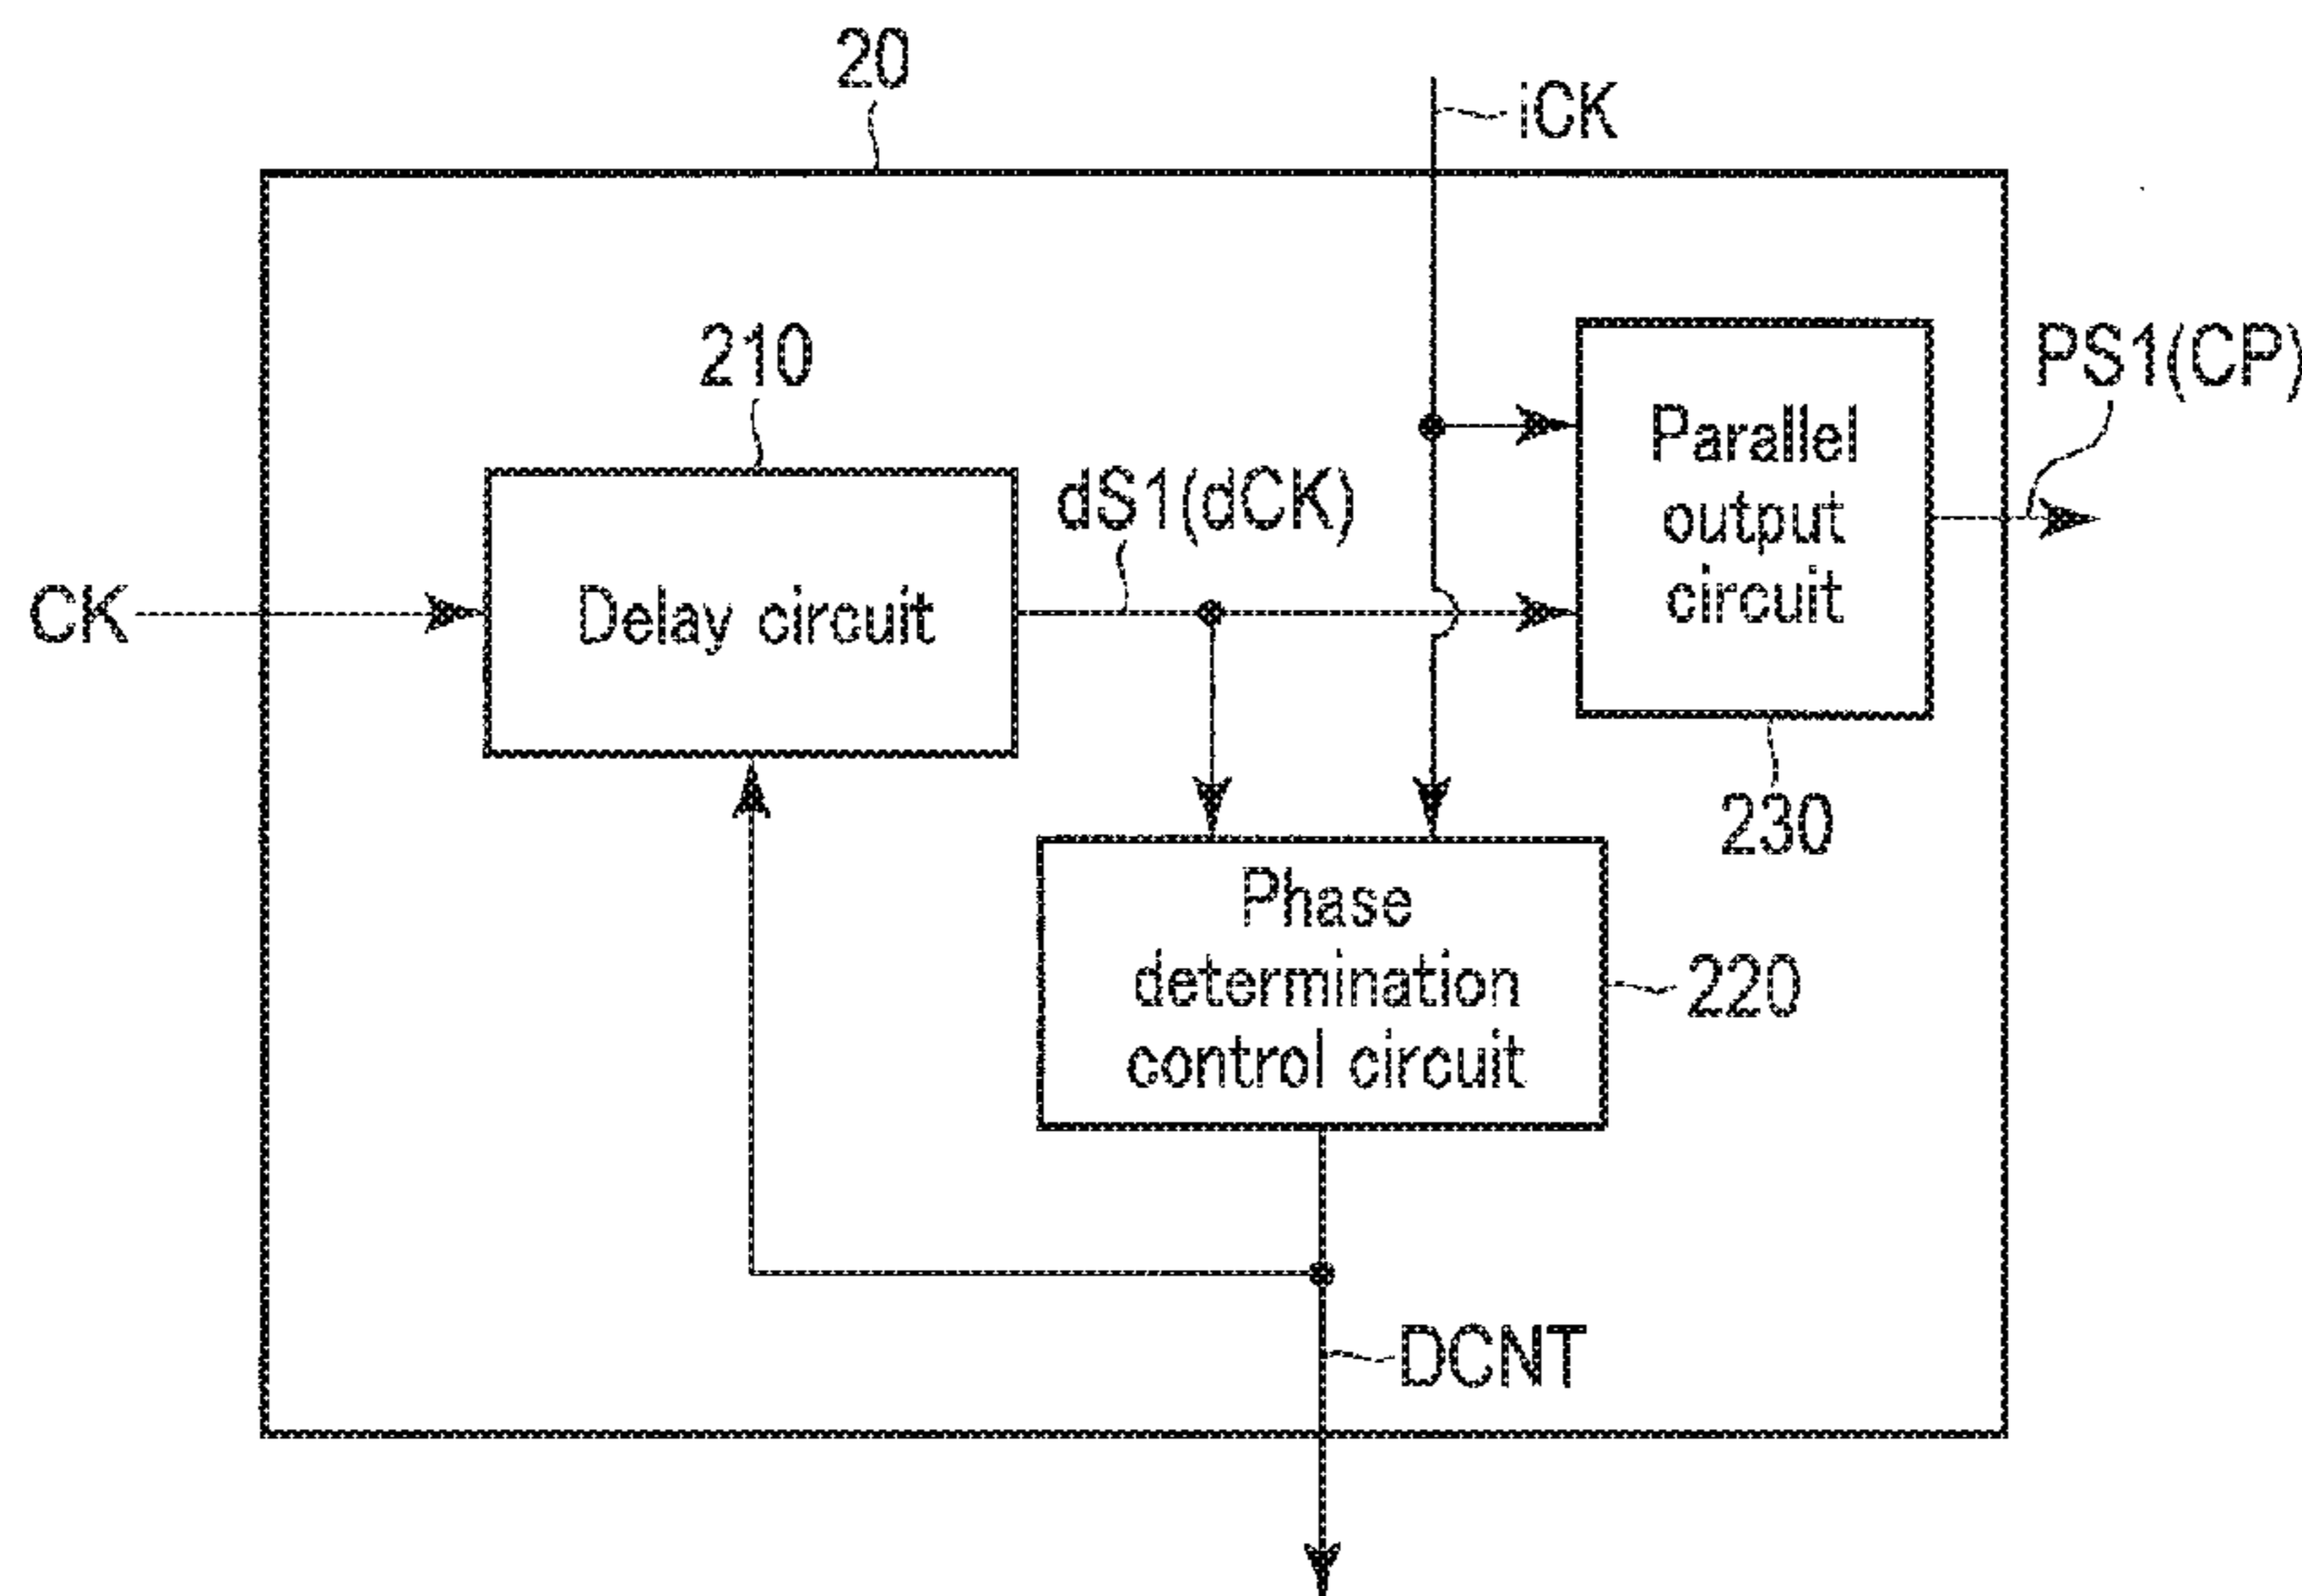 20
iCK
210
PS1(CP)
dS1(dCK)
Parallel
output
circuit
CK
Delay circuit
230
Phase
determination
control circuit
220
DCNT